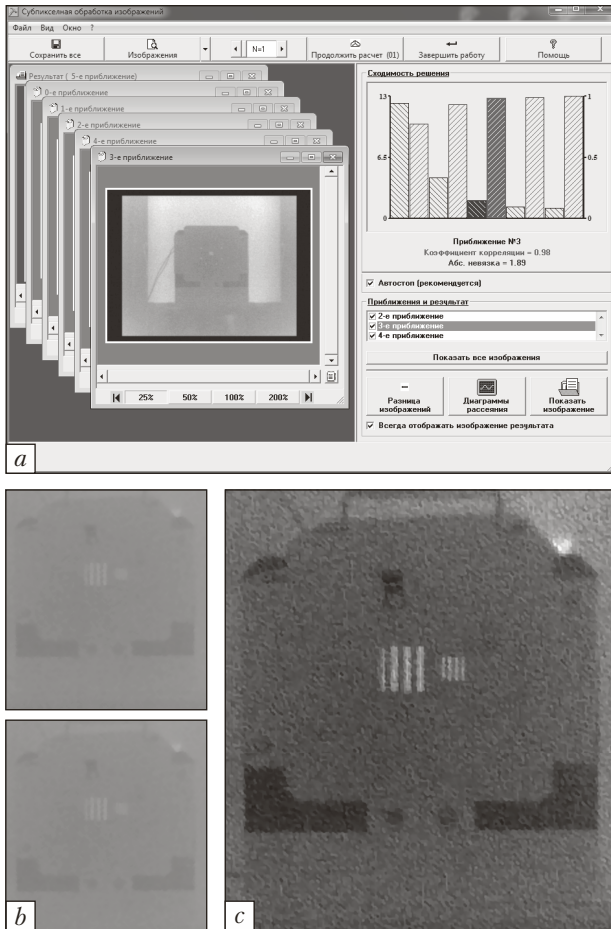 Субпикселная обработка изображений
Файл Вид Окно ?
Сохранить все
Изображения
N=1
Продолжить расчет (01)
Завершить работу
Помощь
Результат ( 5-е приближение)
0-е приближение
1-е приближение
2-е приближение
4-е приближение
3-е приближение
25% 50% 100% 200%
Сходимость решения
13 1
6.5 0.5
0 0
Приближение №3
Коэффициент корреляции = 0.98
Абс. невязка = 1.89
Автостоп (рекомендуется)
Приближения и результат
2-е приближение
3-е приближение
4-е приближение
Показать все изображения
Разница изображений
Диаграммы рассеяния
Показать изображение
Всегда отображать изображение результата
a
b
c